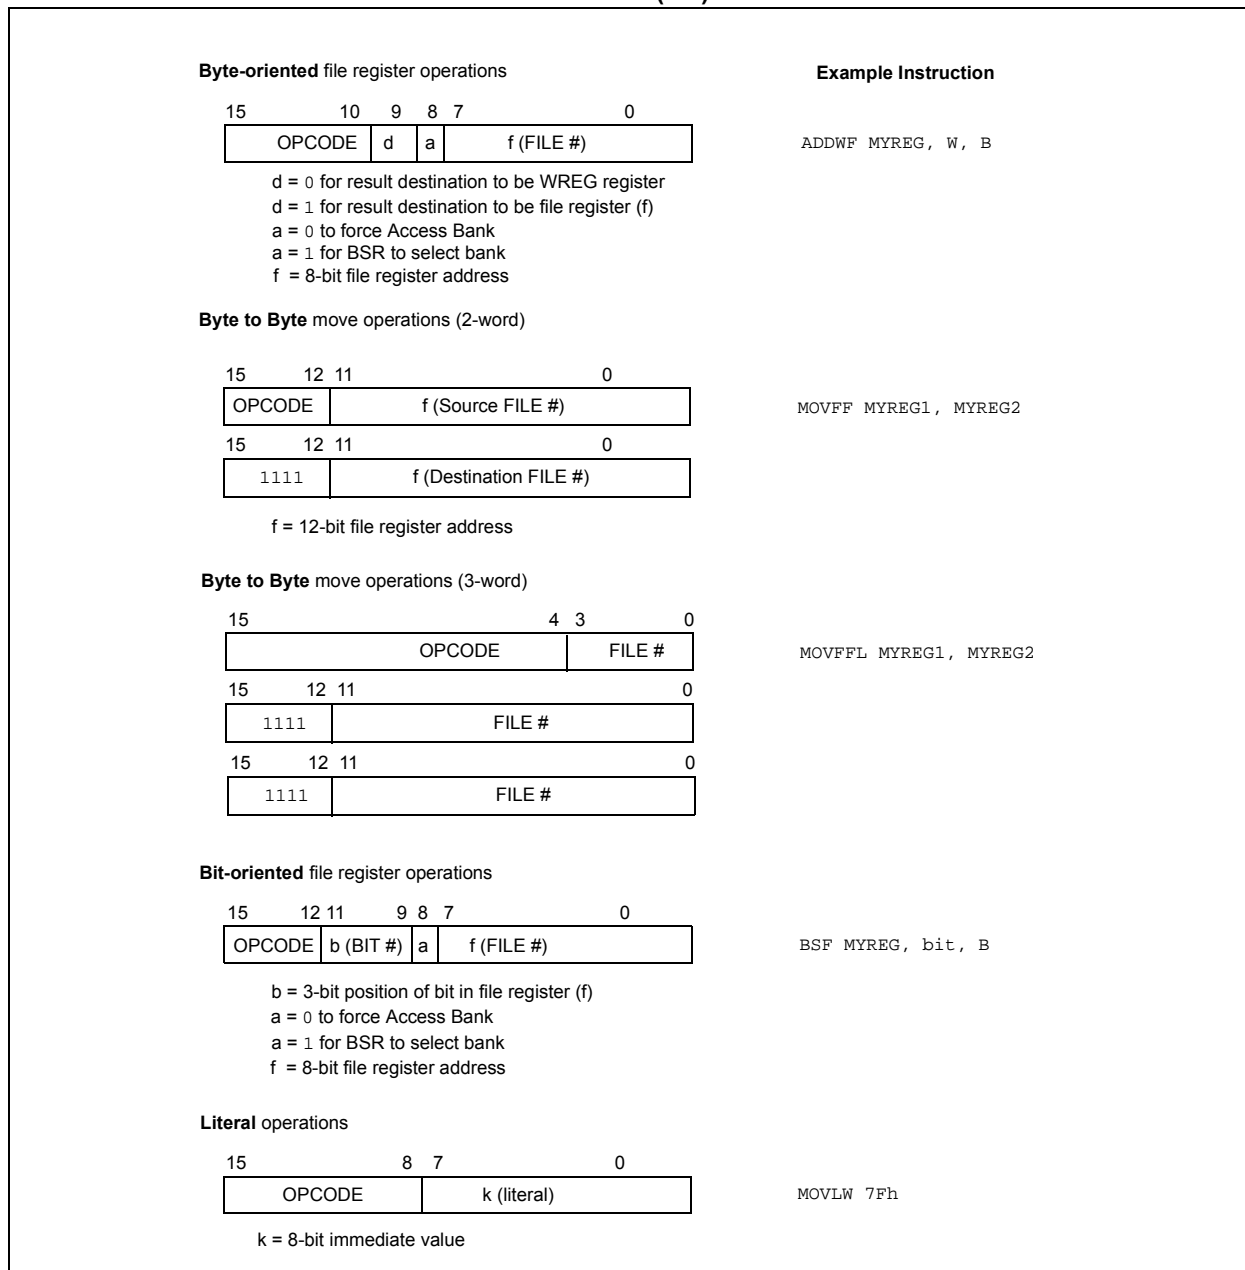 Byte-oriented file register operations Example Instruction
15 10 9 8 7 0
OPCODE d a f (FILE #) ADDWF MYREG, W, B
d = 0 for result destination to be WREG register
d = 1 for result destination to be file register (f)
a = 0 to force Access Bank
a = 1 for BSR to select bank
f = 8-bit file register address
Byte to Byte move operations (2-word)
15 12 11 0
OPCODE f (Source FILE #) MOVFF MYREG1, MYREG2
15 12 11 0
1111 f (Destination FILE #)
f = 12-bit file register address
Byte to Byte move operations (3-word)
15 4 3 0
OPCODE FILE # MOVFFL MYREG1, MYREG2
15 12 11 0
1111 FILE #
15 12 11 0
1111 FILE #
Bit-oriented file register operations
15 12 11 9 8 7 0
OPCODE b (BIT #) a f (FILE #) BSF MYREG, bit, B
b = 3-bit position of bit in file register (f)
a = 0 to force Access Bank
a = 1 for BSR to select bank
f = 8-bit file register address
Literal operations
15 8 7 0
OPCODE k (literal) MOVLW 7Fh
k = 8-bit immediate value